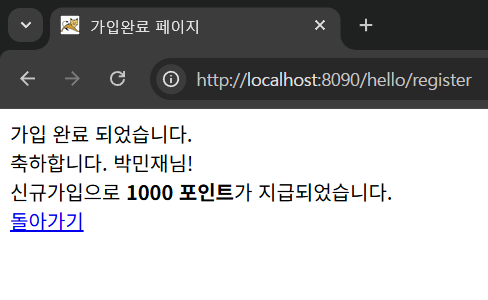 가입완료 페이지
http://localhost:8090/hello/register
가입 완료 되었습니다.
축하합니다. 박민재님!
신규가입으로 1000 포인트가 지급되었습니다.
돌아가기